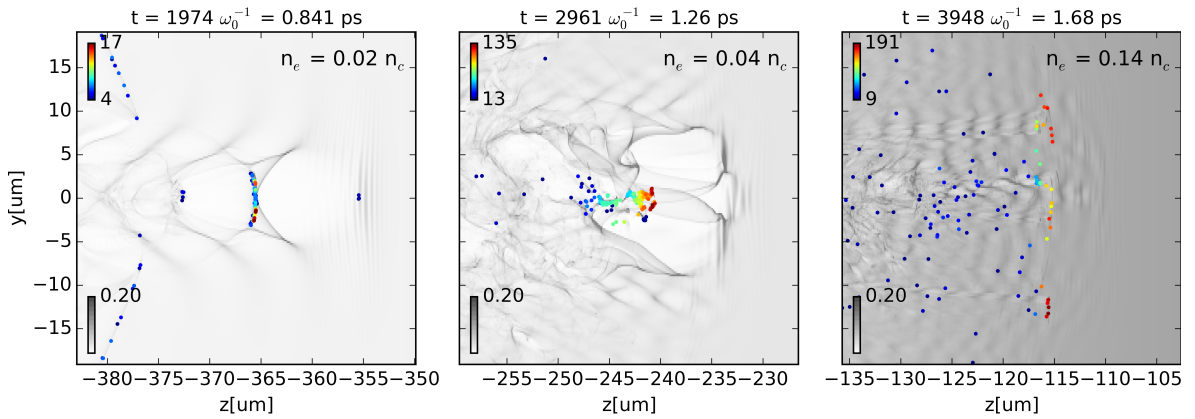 t = 1974 ω₀⁻¹ = 0.841 ps
t = 2961 ω₀⁻¹ = 1.26 ps
t = 3948 ω₀⁻¹ = 1.68 ps
17
4
nₑ = 0.02 n꜀
135
13
nₑ = 0.04 n꜀
191
9
nₑ = 0.14 n꜀
y[um]
15
10
5
0
−5
−10
−15
0.20
0.20
0.20
−380 −375 −370 −365 −360 −355 −350
−255 −250 −245 −240 −235 −230
−135 −130 −125 −120 −115 −110 −105
z[um]
z[um]
z[um]